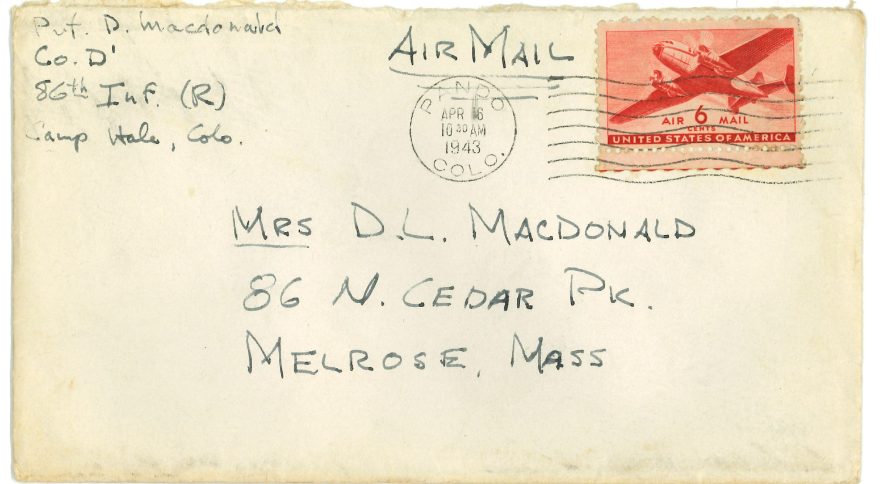 Pvt. D. Macdonald
Co. D'
86th Inf. (R)
Camp Hale, Colo.
AIR MAIL
PANDO
APR 16
10 30 AM
1943
COLO.
AIR 6 MAIL
CENTS
UNITED STATES OF AMERICA
MRS D.L. MACDONALD
86 N. CEDAR PK.
MELROSE, MASS